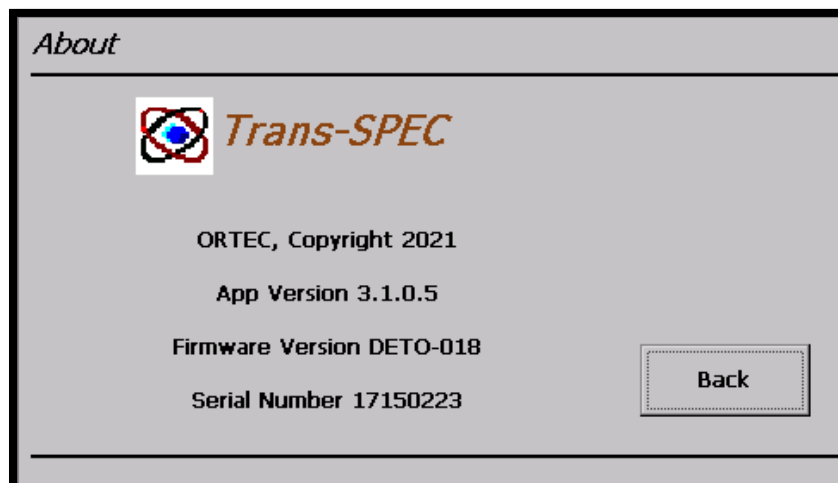 About
Trans-SPEC
ORTEC, Copyright 2021
App Version 3.1.0.5
Firmware Version DETO-018
Serial Number 17150223
Back